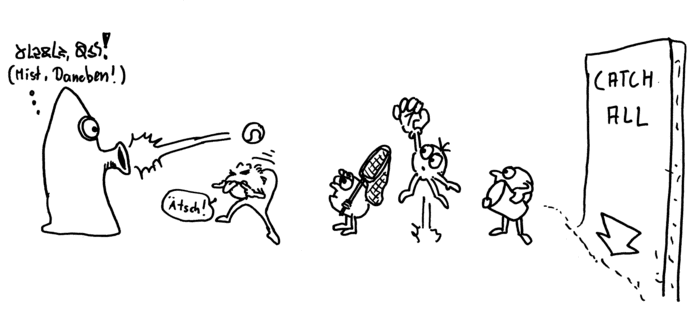 (Mist, Daneben!)
Ätsch!
CATCH
ALL